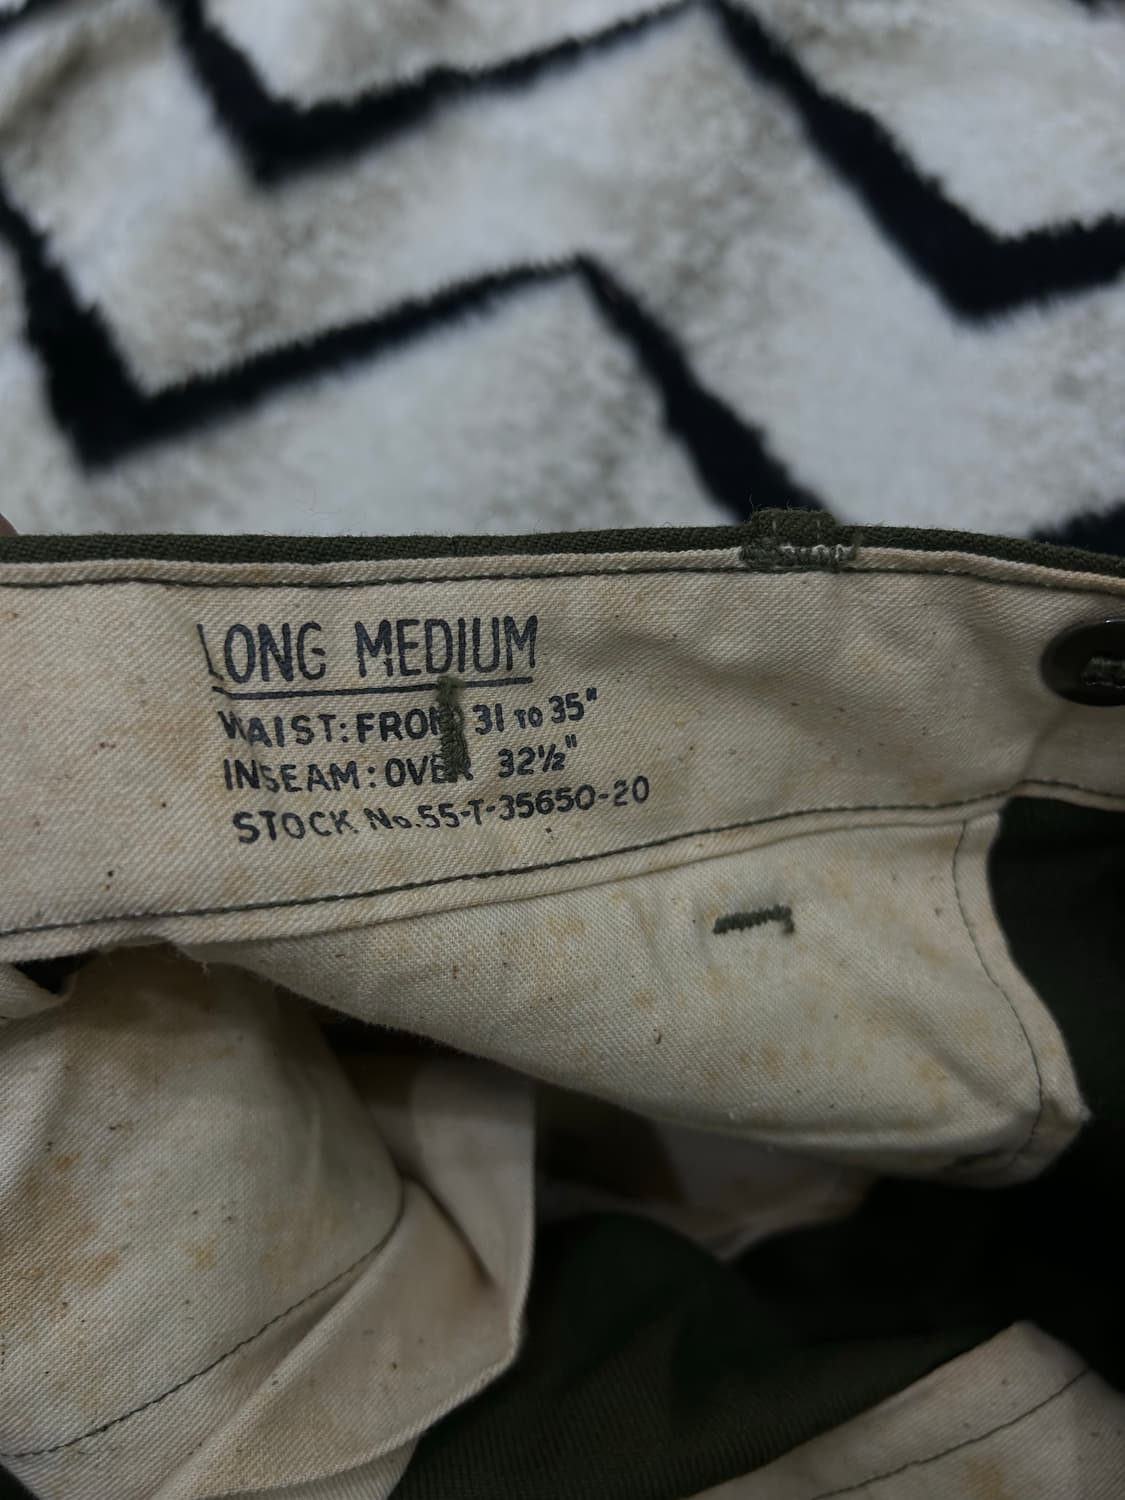 LONG MEDIUM
WAIST: FROM 31 TO 35"
INSEAM: OVER 32½"
STOCK No. 55-T-35650-20